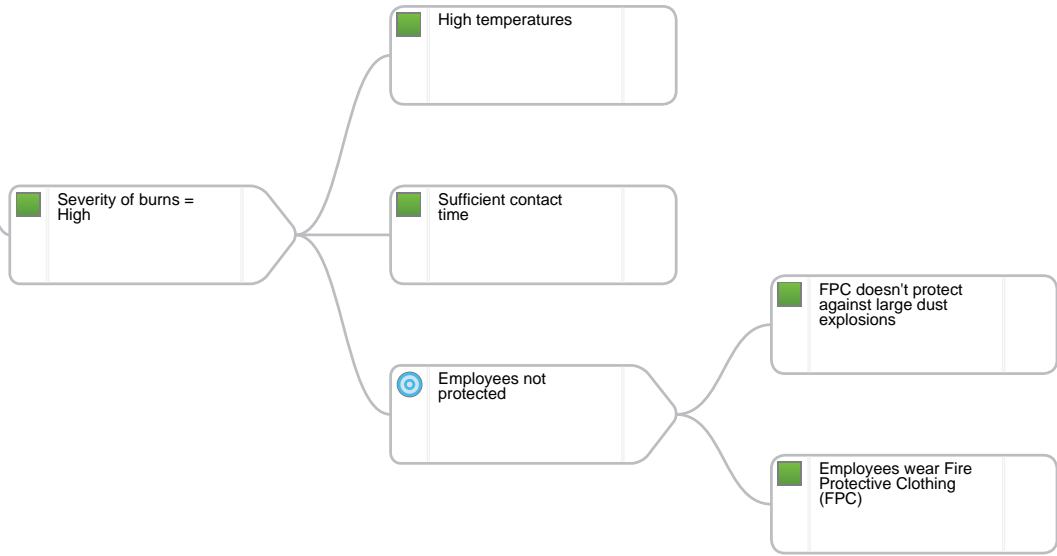 High temperatures
Severity of burns =
High
Sufficient contact
time
Employees not
protected
FPC doesn't protect
against large dust
explosions
Employees wear Fire
Protective Clothing
(FPC)